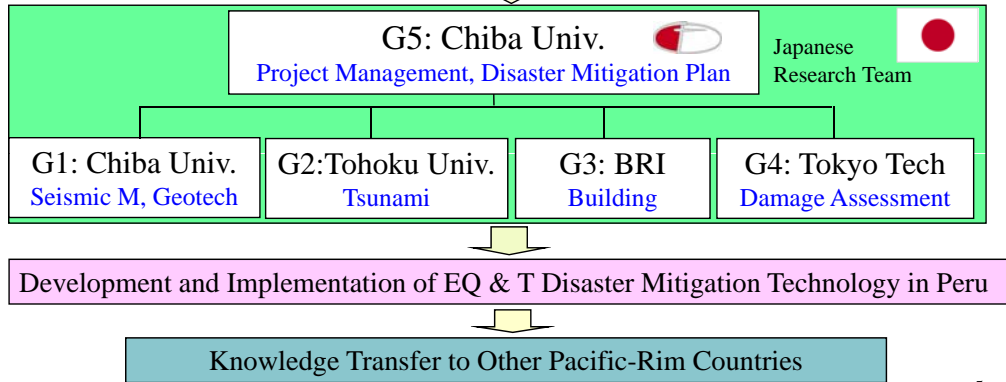 G5: Chiba Univ.
Project Management, Disaster Mitigation Plan
Japanese
Research Team
G1: Chiba Univ.
Seismic M, Geotech
G2:Tohoku Univ.
Tsunami
G3: BRI
Building
G4: Tokyo Tech
Damage Assessment
Development and Implementation of EQ & T Disaster Mitigation Technology in Peru
Knowledge Transfer to Other Pacific-Rim Countries